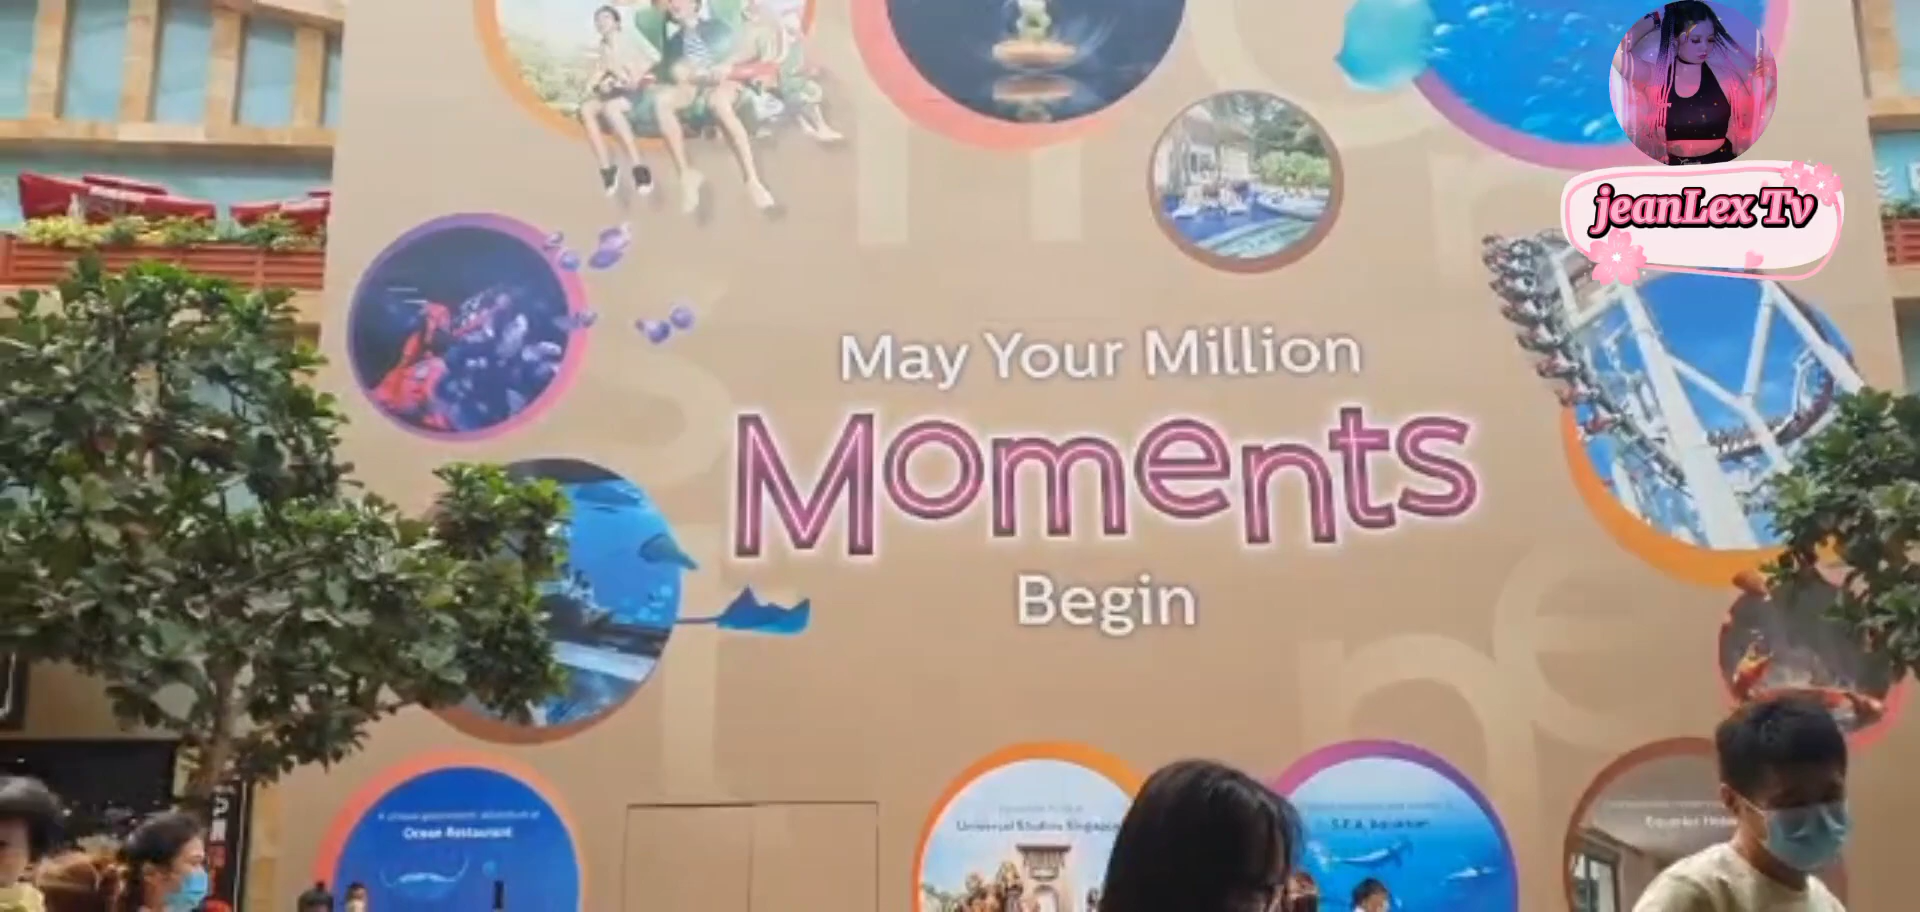 jeanLex Tv
May Your Million
Moments
Begin
Ocean Restaurant
Universal Studios Singapore
S.E.A. Aquarium